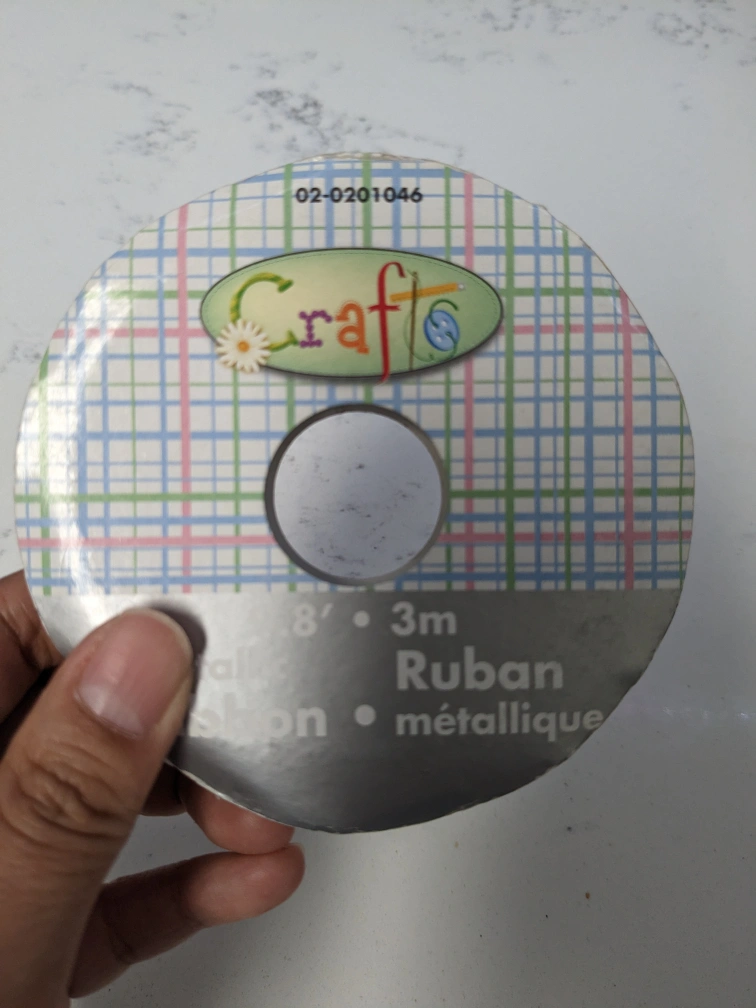 02-0201046
Crafts
.8′ • 3m
Ruban
• métallique